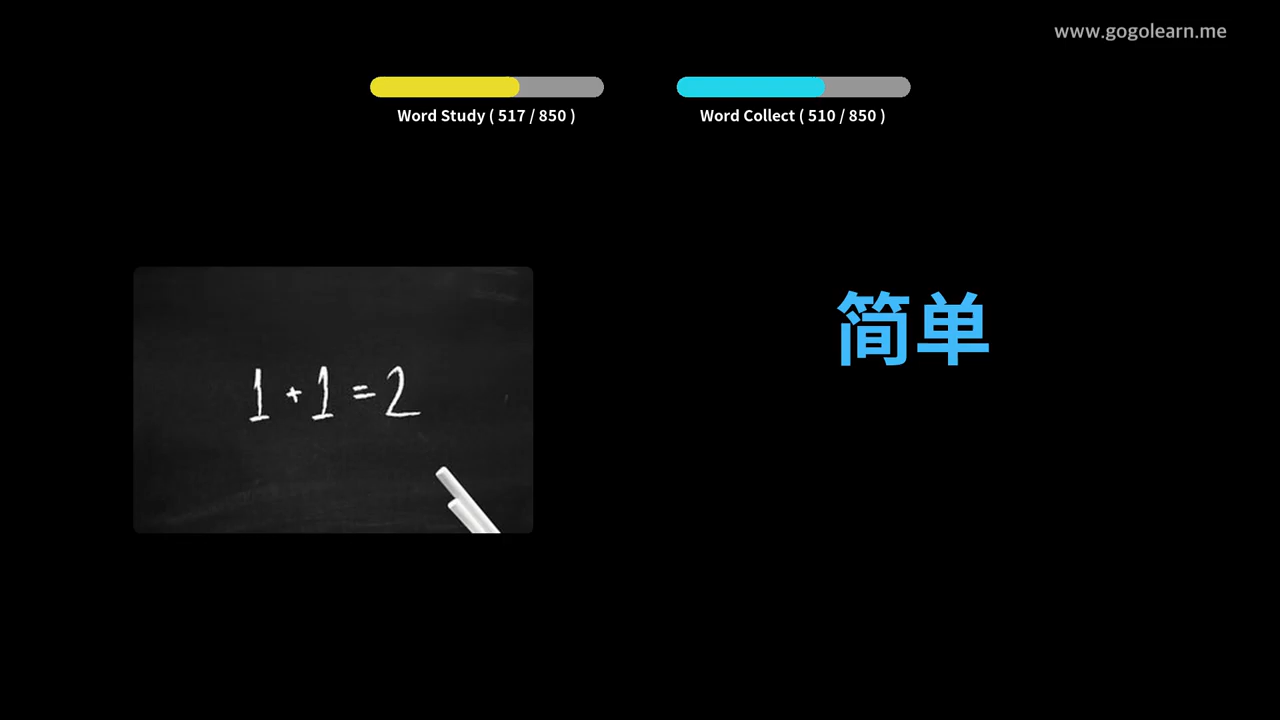 www.gogolearn.me
Word Study ( 517 / 850 )
Word Collect ( 510 / 850 )
简单
1 + 1 = 2